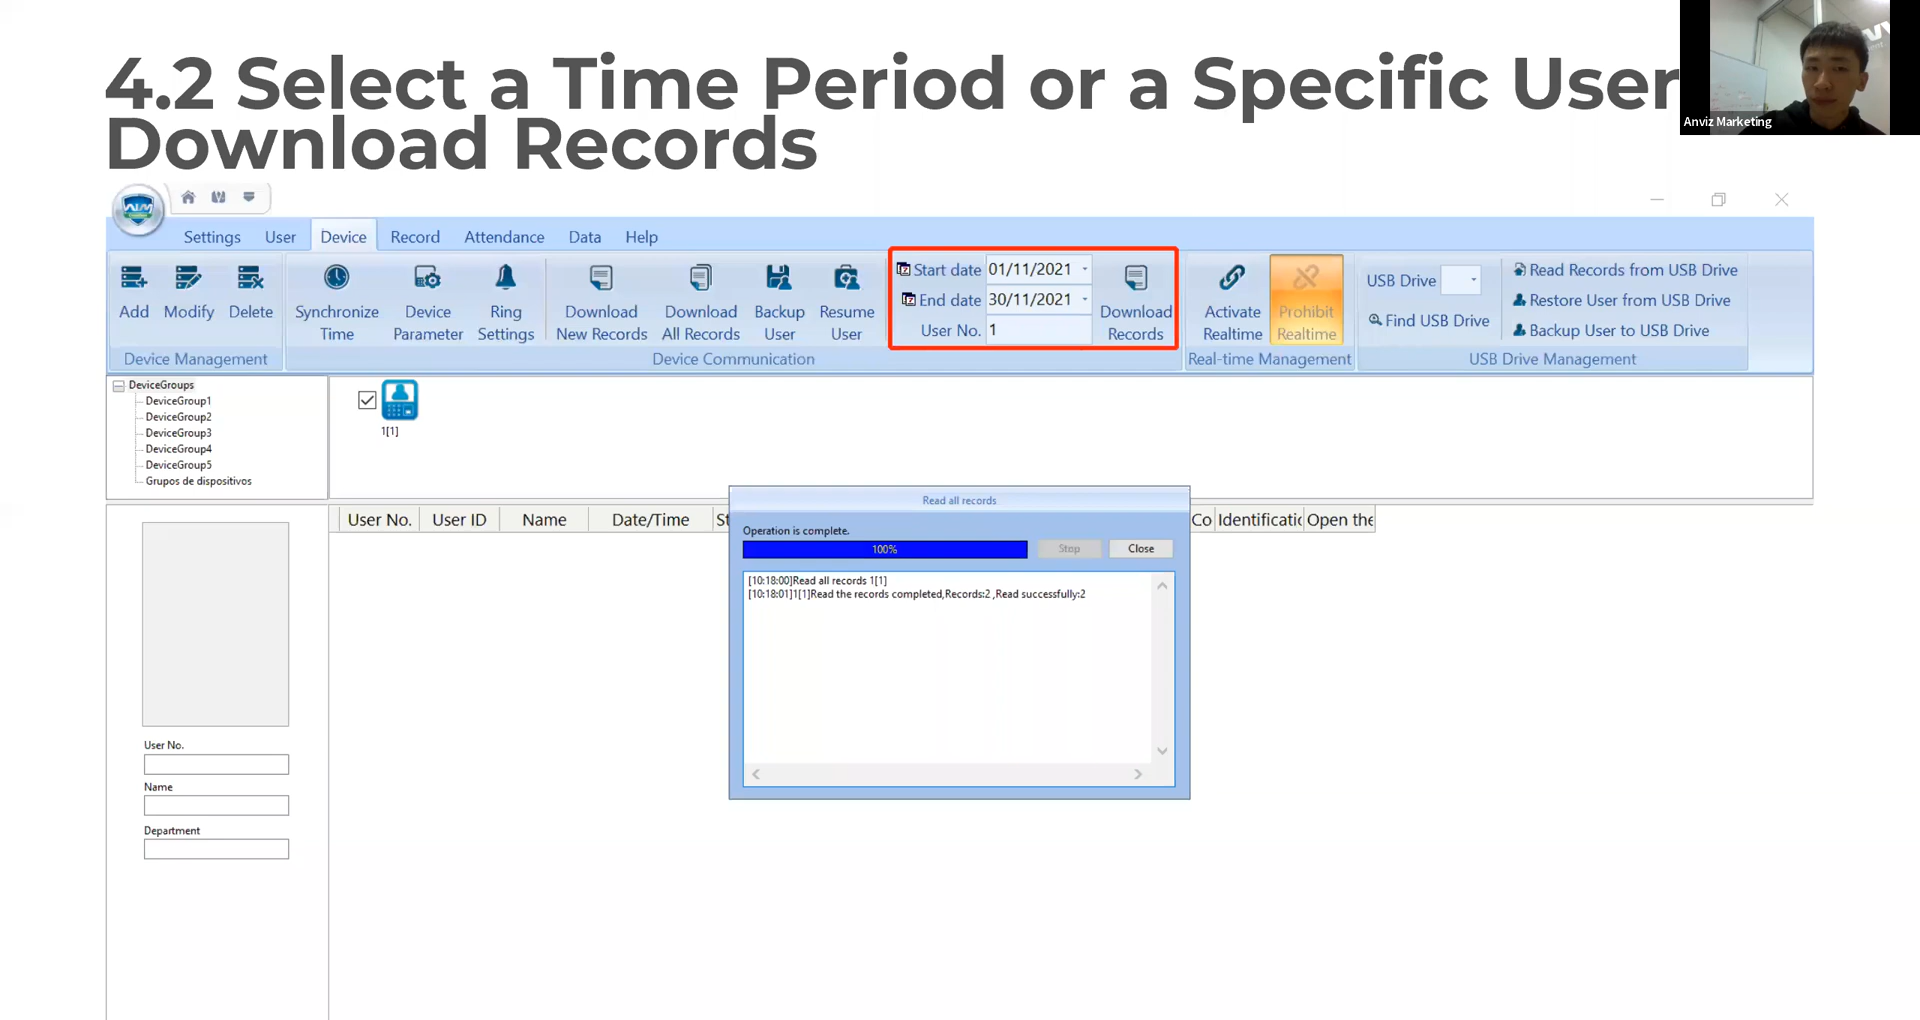 4.2 Select a Time Period or a Specific User
Download Records
Anviz Marketing
Settings User Device Record Attendance Data Help
Add Modify Delete
Device Management
Synchronize Time
Device Parameter
Ring Settings
Download New Records
Download All Records
Backup User
Resume User
Start date 01/11/2021
End date 30/11/2021
User No. 1
Download Records
Device Communication
Activate Realtime
Prohibit Realtime
Real-time Management
USB Drive
Find USB Drive
Read Records from USB Drive
Restore User from USB Drive
Backup User to USB Drive
USB Drive Management
DeviceGroups
DeviceGroup1
DeviceGroup2
DeviceGroup3
DeviceGroup4
DeviceGroup5
Grupos de dispositivos
1[1]
User No. User ID Name Date/Time St Co Identificatic Open the
Read all records
Operation is complete.
100% Stop Close
[10:18:00]Read all records 1[1]
[10:18:01]1[1]Read the records completed,Records:2 ,Read successfully:2
User No.
Name
Department